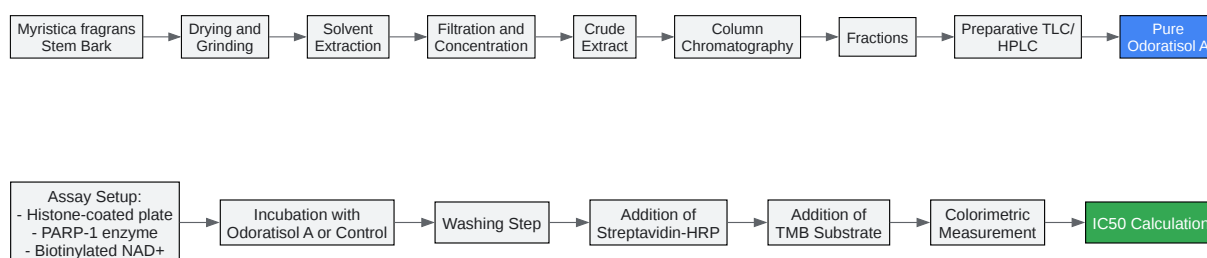 Myristica fragrans
Stem Bark
Drying and
Grinding
Solvent
Extraction
Filtration and
Concentration
Crude
Extract
Column
Chromatography
Fractions
Preparative TLC/
HPLC
Pure
Odoratisol A
Assay Setup:
- Histone-coated plate
- PARP-1 enzyme
- Biotinylated NAD+
Incubation with
Odoratisol A or Control
Washing Step
Addition of
Streptavidin-HRP
Addition of
TMB Substrate
Colorimetric
Measurement
IC50 Calculation